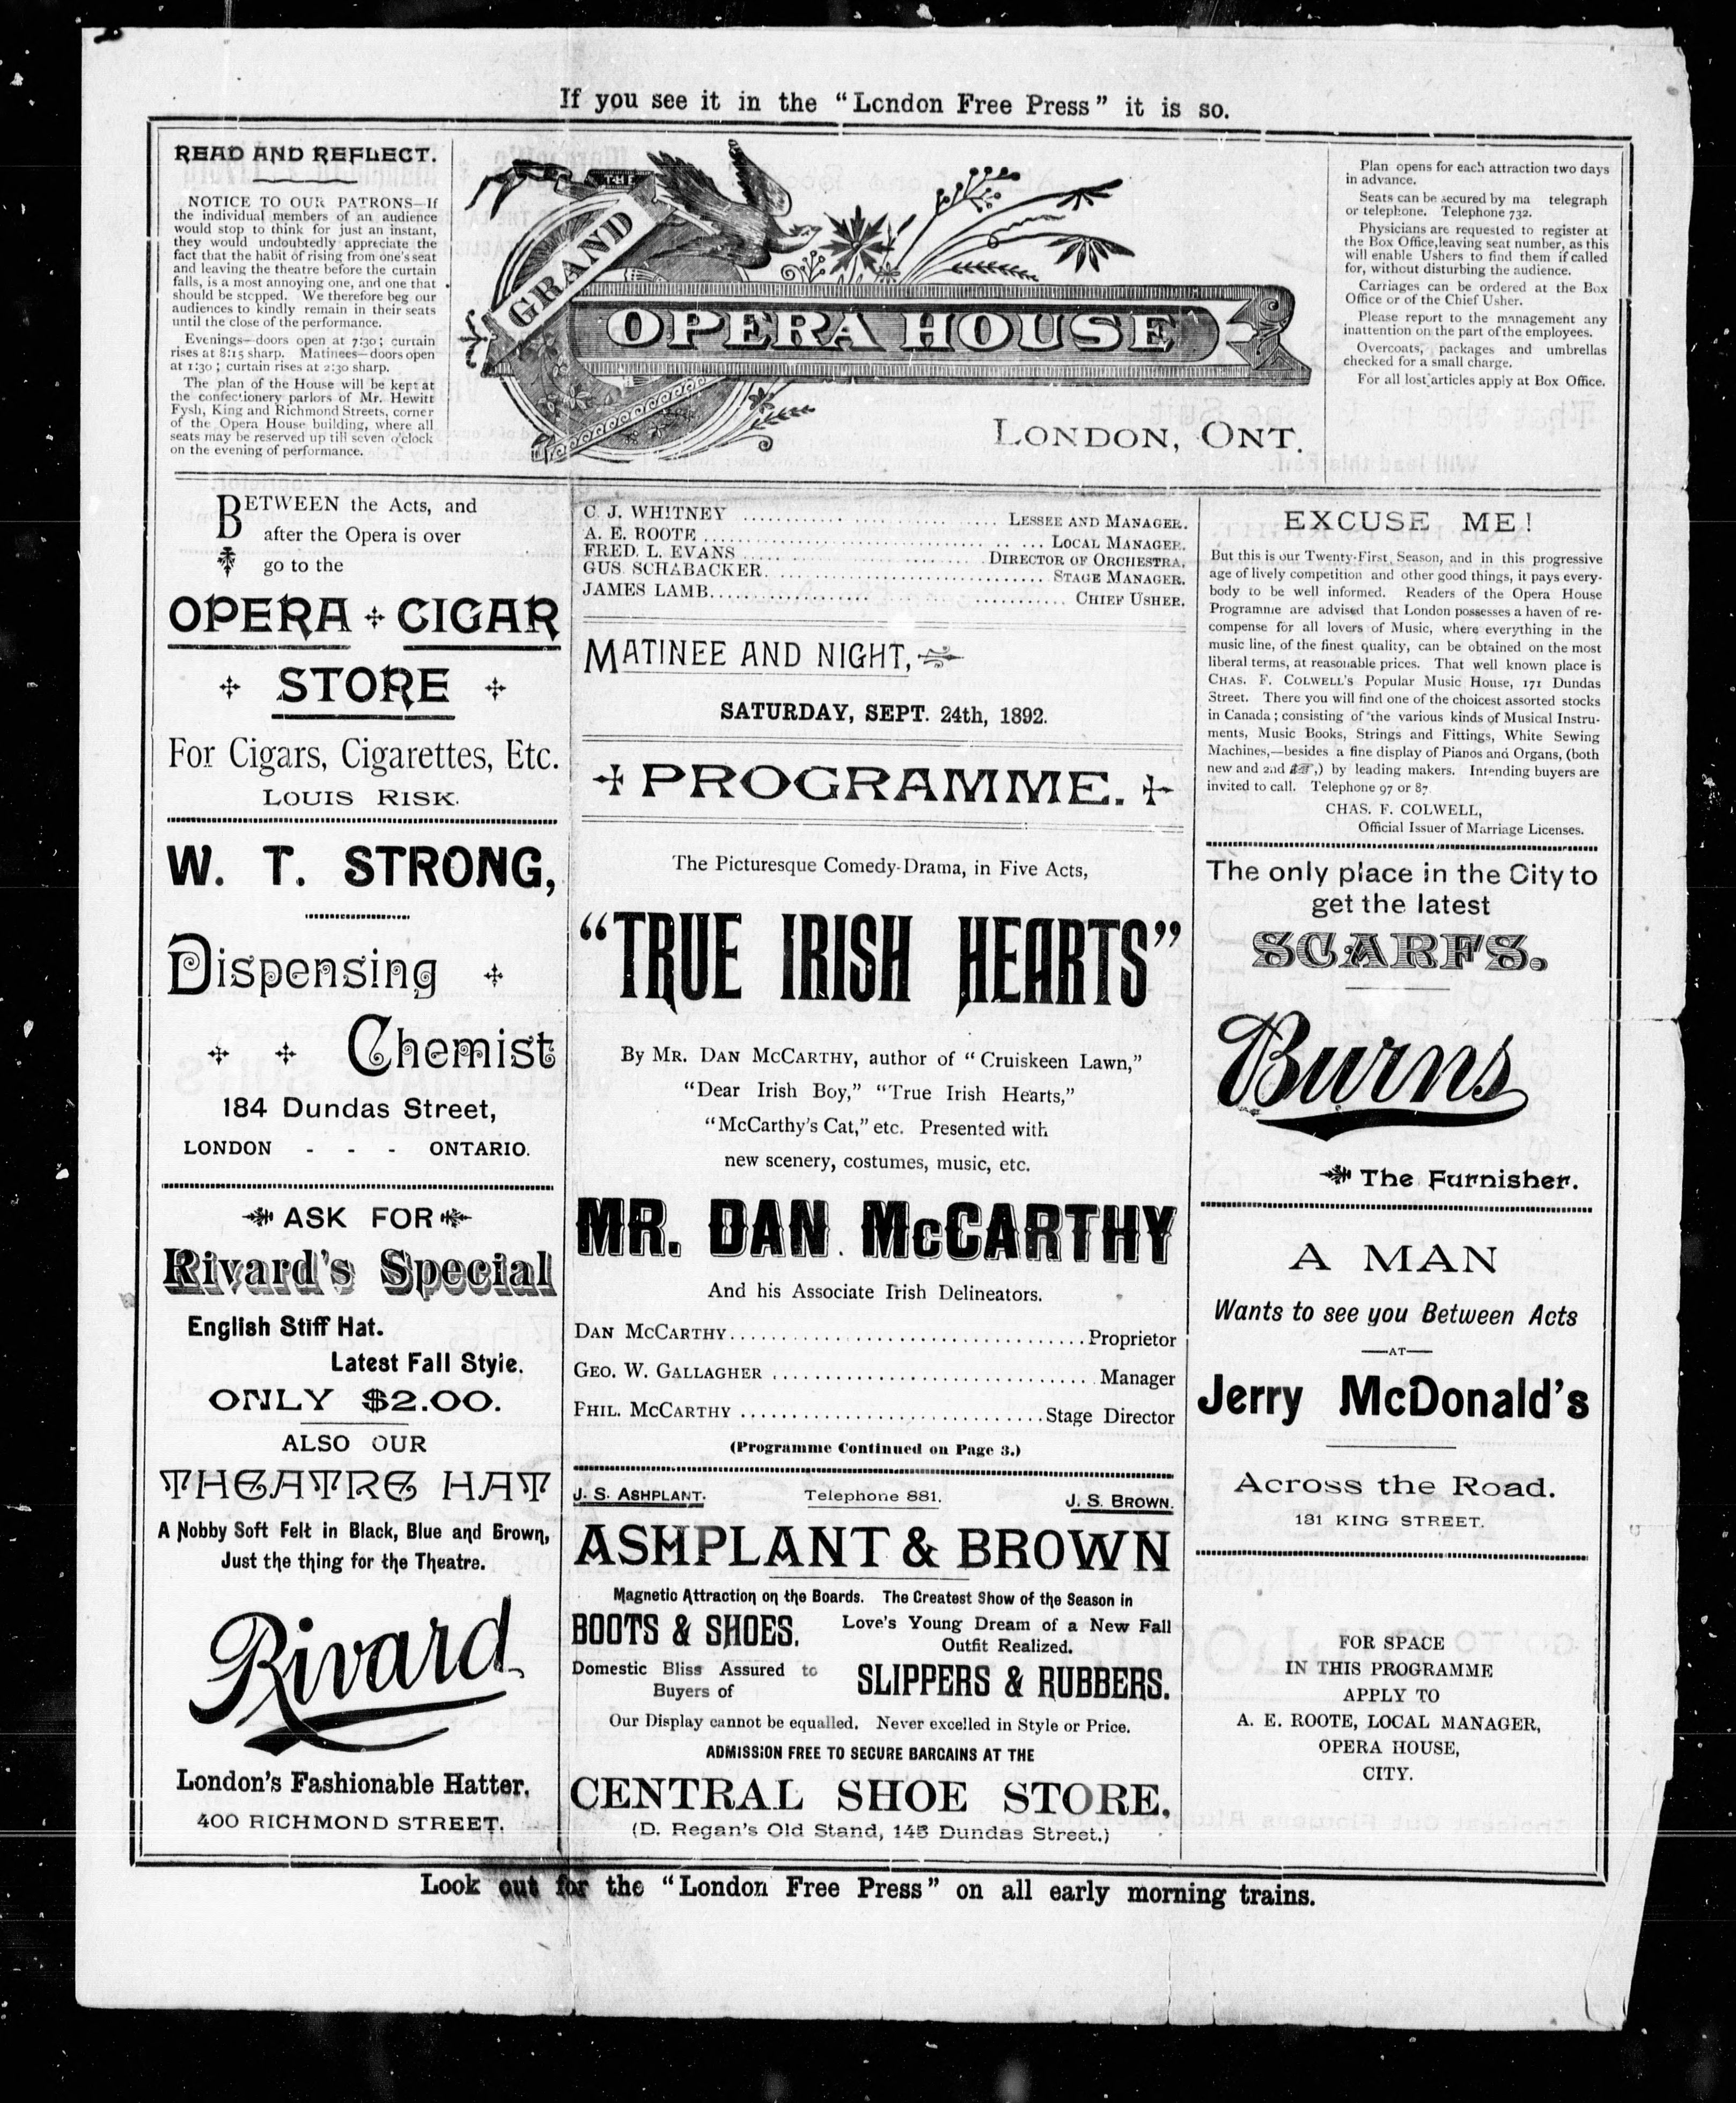 If you see it in the "London Free Press" it is so.
READ AND REFLECT.
NOTICE TO OUR PATRONS—If
the individual members of an audience
would stop to think for just an instant,
they would undoubtedly appreciate the
fact that the habit of rising from one's seat
and leaving the theatre before the curtain
falls, is a most annoying one, and one that
should be stopped. We therefore beg our
audiences to kindly remain in their seats
until the close of the performance.
Evenings—doors open at 7:30; curtain
rises at 8:15 sharp. Matinees—doors open
at 1:30; curtain rises at 2:30 sharp.
The plan of the House will be kept at
the confectionery parlors of Mr. Hewitt
Fysh, King and Richmond Streets, corner
of the Opera House building, where all
seats may be reserved up till seven o'clock
on the evening of performance.
THE
GRAND
OPERA HOUSE
LONDON, ONT.
Plan opens for each attraction two days
in advance.
Seats can be secured by ma telegraph
or telephone. Telephone 732.
Physicians are requested to register at
the Box Office, leaving seat number, as this
will enable Ushers to find them if called
for, without disturbing the audience.
Carriages can be ordered at the Box
Office or of the Chief Usher.
Please report to the management any
inattention on the part of the employees.
Overcoats, packages and umbrellas
checked for a small charge.
For all lost articles apply at Box Office.
BETWEEN the Acts, and
after the Opera is over
go to the
OPERA CIGAR
STORE
For Cigars, Cigarettes, Etc.
LOUIS RISK.
W. T. STRONG,
Dispensing
Chemist
184 Dundas Street,
LONDON - - - ONTARIO.
ASK FOR
Rivard's Special
English Stiff Hat.
Latest Fall Style.
ONLY $2.00.
ALSO OUR
THEATRE HAT
A Nobby Soft Felt in Black, Blue and Brown,
Just the thing for the Theatre.
Rivard
London's Fashionable Hatter,
400 RICHMOND STREET.
C. J. WHITNEY .................... LESSEE AND MANAGER.
A. E. ROOTE .................... LOCAL MANAGER.
FRED. L. EVANS .................... DIRECTOR OF ORCHESTRA.
GUS. SCHABACKER .................... STAGE MANAGER.
JAMES LAMB .................... CHIEF USHER.
MATINEE AND NIGHT,
SATURDAY, SEPT. 24th, 1892.
PROGRAMME.
The Picturesque Comedy-Drama, in Five Acts,
"TRUE IRISH HEARTS"
By MR. DAN MCCARTHY, author of "Cruiskeen Lawn,"
"Dear Irish Boy," "True Irish Hearts,"
"McCarthy's Cat," etc. Presented with
new scenery, costumes, music, etc.
MR. DAN McCARTHY
And his Associate Irish Delineators.
DAN MCCARTHY .................... Proprietor
GEO. W. GALLAGHER .................... Manager
PHIL. MCCARTHY .................... Stage Director
(Programme Continued on Page 3.)
J. S. ASHPLANT. Telephone 881. J. S. BROWN.
ASHPLANT & BROWN
Magnetic Attraction on the Boards. The Greatest Show of the Season in
BOOTS & SHOES. Love's Young Dream of a New Fall
Outfit Realized.
Domestic Bliss Assured to
Buyers of SLIPPERS & RUBBERS.
Our Display cannot be equalled. Never excelled in Style or Price.
ADMISSION FREE TO SECURE BARGAINS AT THE
CENTRAL SHOE STORE.
(D. Regan's Old Stand, 145 Dundas Street.)
EXCUSE ME!
But this is our Twenty-First Season, and in this progressive
age of lively competition and other good things, it pays every-
body to be well informed. Readers of the Opera House
Programme are advised that London possesses a haven of re-
compense for all lovers of Music, where everything in the
music line, of the finest quality, can be obtained on the most
liberal terms, at reasonable prices. That well known place is
CHAS. F. COLWELL'S Popular Music House, 171 Dundas
Street. There you will find one of the choicest assorted stocks
in Canada; consisting of the various kinds of Musical Instru-
ments, Music Books, Strings and Fittings, White Sewing
Machines,—besides a fine display of Pianos and Organs, (both
new and 2nd ,) by leading makers. Intending buyers are
invited to call. Telephone 97 or 87.
CHAS. F. COLWELL,
Official Issuer of Marriage Licenses.
The only place in the City to
get the latest
SCARFS.
Burns
The Furnisher.
A MAN
Wants to see you Between Acts
—AT—
Jerry McDonald's
Across the Road.
181 KING STREET.
FOR SPACE
IN THIS PROGRAMME
APPLY TO
A. E. ROOTE, LOCAL MANAGER,
OPERA HOUSE,
CITY.
Look out for the "London Free Press" on all early morning trains.